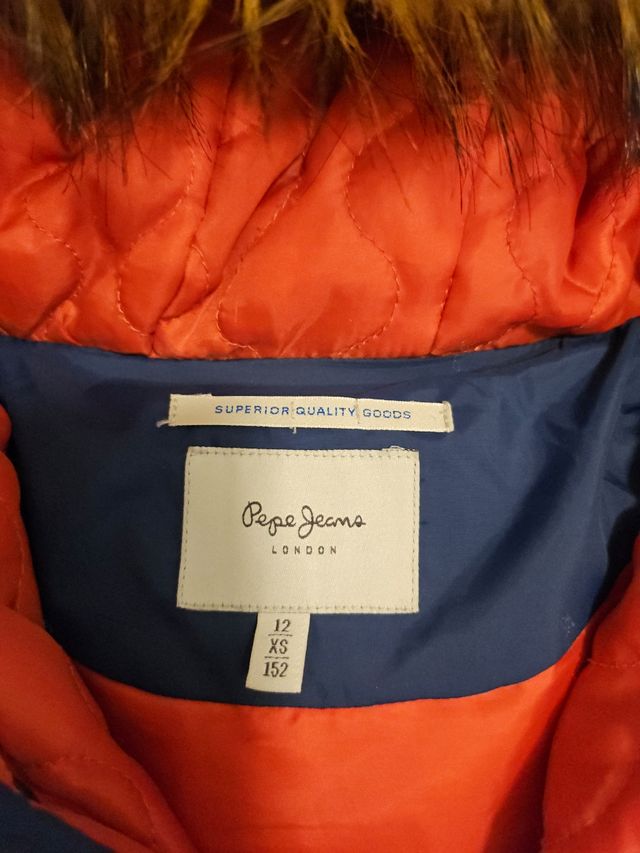 SUPERIOR QUALITY GOODS
Pepe Jeans
LONDON
12
XS
152